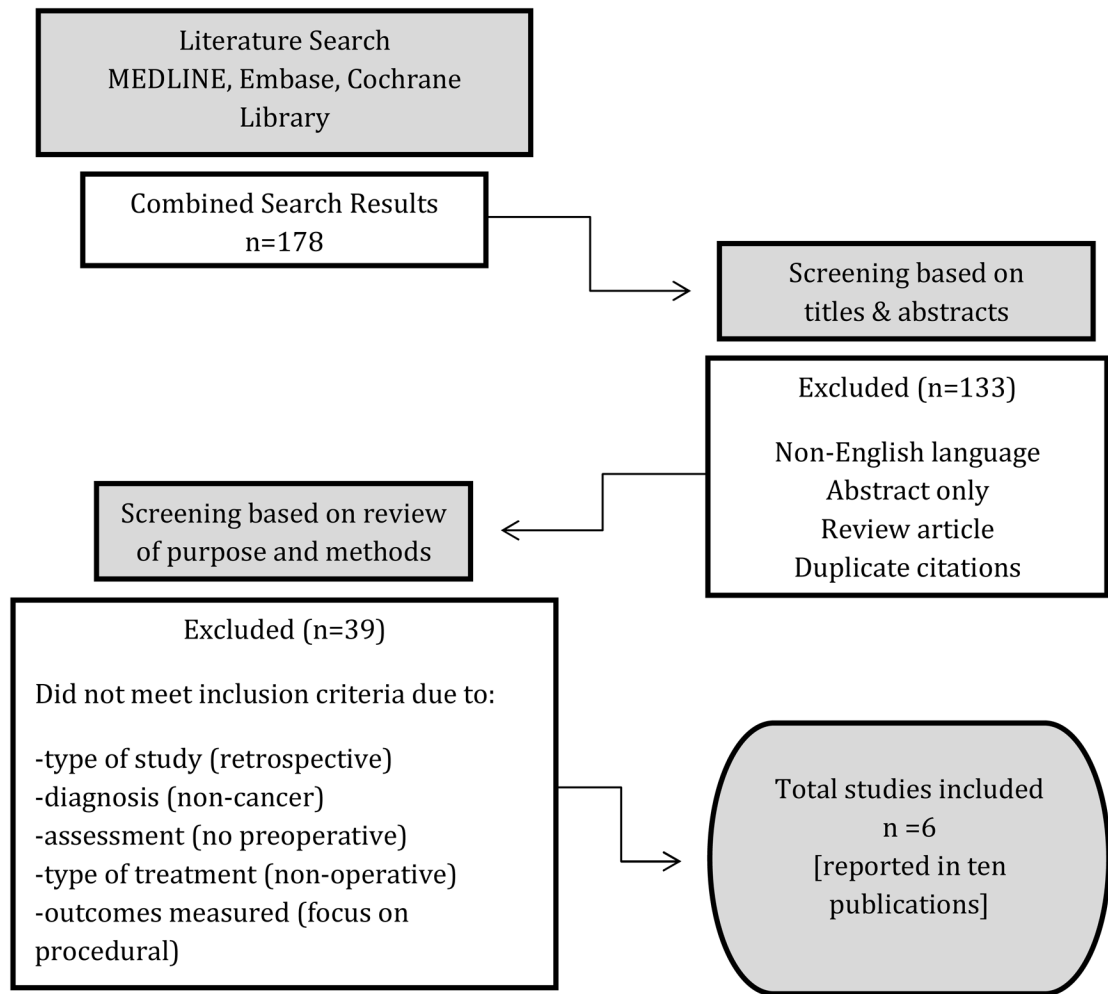 Literature Search
MEDLINE, Embase, Cochrane
Library
Combined Search Results
n=178
Screening based on
titles & abstracts
Excluded (n=133)
Non-English language
Abstract only
Review article
Duplicate citations
Screening based on review
of purpose and methods
Excluded (n=39)
Did not meet inclusion criteria due to:
-type of study (retrospective)
-diagnosis (non-cancer)
-assessment (no preoperative)
-type of treatment (non-operative)
-outcomes measured (focus on
procedural)
Total studies included
n =6
[reported in ten
publications]